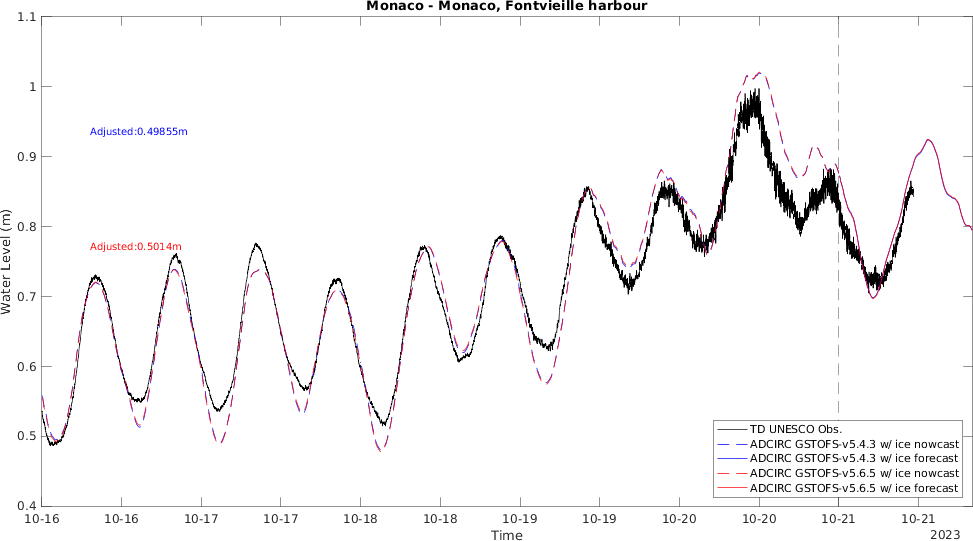 Monaco - Monaco, Fontvieille harbour
1.1
1
0.9
0.8
0.7
0.6
0.5
0.4
Water Level (m)
Adjusted:0.49855m
Adjusted:0.5014m
TD UNESCO Obs.
ADCIRC GSTOFS-v5.4.3 w/ ice nowcast
ADCIRC GSTOFS-v5.4.3 w/ ice forecast
ADCIRC GSTOFS-v5.6.5 w/ ice nowcast
ADCIRC GSTOFS-v5.6.5 w/ ice forecast
10-16 10-16 10-17 10-17 10-18 10-18 10-19 10-19 10-20 10-20 10-21 10-21
Time
2023